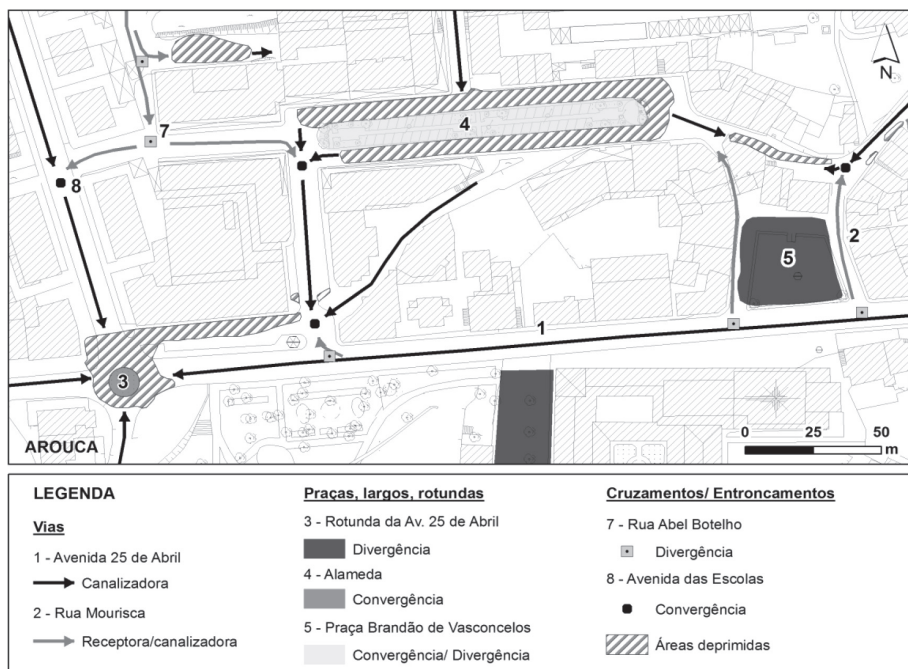 N
7
4
8
2
5
1
3
AROUCA
0 25 50
m
LEGENDA
Vias
1 - Avenida 25 de Abril
Canalizadora
2 - Rua Mourisca
Receptora/canalizadora
Praças, largos, rotundas
3 - Rotunda da Av. 25 de Abril
Divergência
4 - Alameda
Convergência
5 - Praça Brandão de Vasconcelos
Convergência/ Divergência
Cruzamentos/ Entroncamentos
7 - Rua Abel Botelho
Divergência
8 - Avenida das Escolas
Convergência
Áreas deprimidas